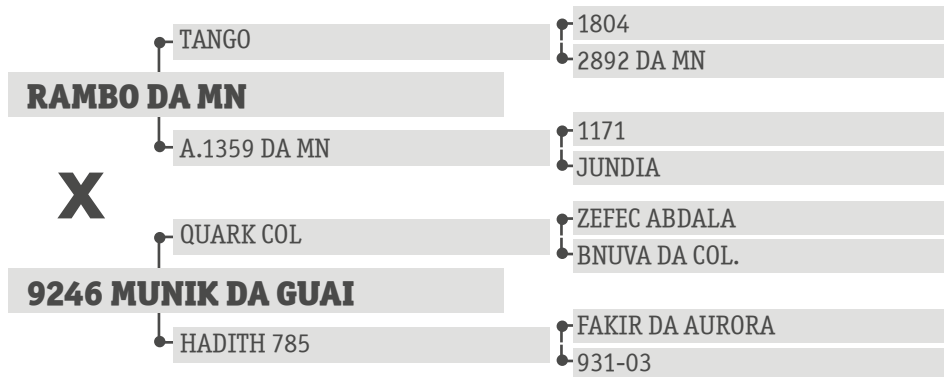 1804
TANGO
2892 DA MN
RAMBO DA MN
1171
A.1359 DA MN
JUNDIA
X
ZEFEC ABDALA
QUARK COL
BNUVA DA COL.
9246 MUNIK DA GUAI
FAKIR DA AURORA
HADITH 785
931-03